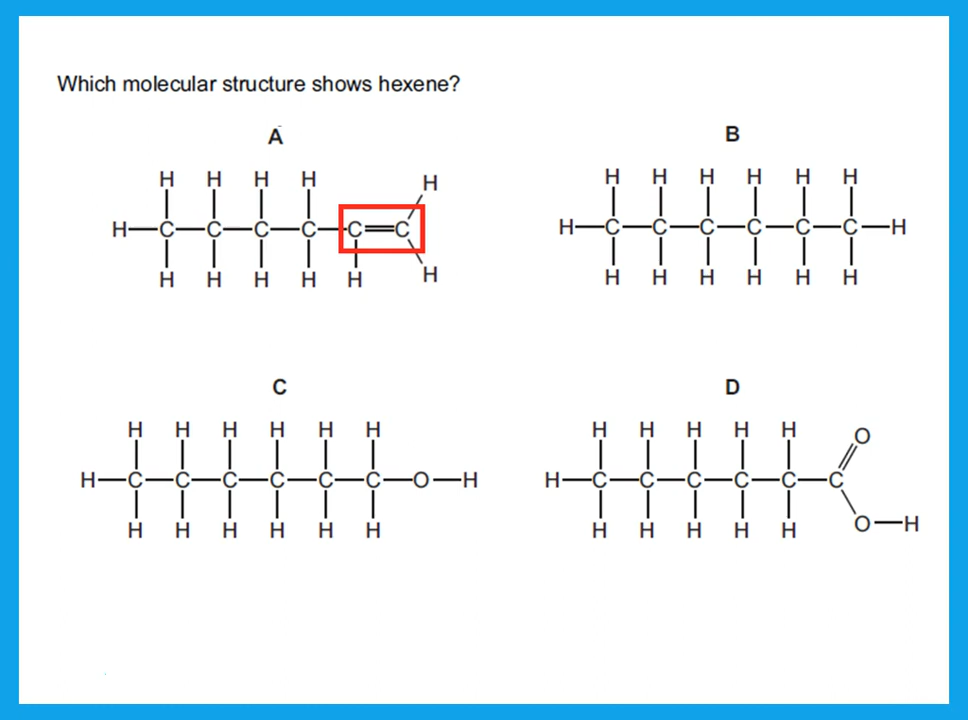 Which molecular structure shows hexene?
A
B
H H H H H
H H H H H H
H C C C C C C
H C C C C C C H
H H H H H H
H H H H H H
C
D
H H H H H H
H H H H H O
H C C C C C C O H
H C C C C C C
H H H H H H
H H H H H
O H